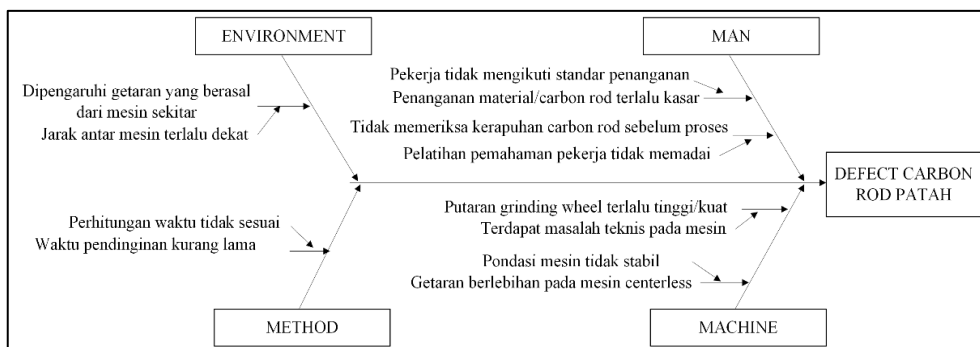 ENVIRONMENT
MAN
Dipengaruhi getaran yang berasal
dari mesin sekitar
Jarak antar mesin terlalu dekat
Pekerja tidak mengikuti standar penanganan
Penanganan material/carbon rod terlalu kasar
Tidak memeriksa kerapuhan carbon rod sebelum proses
Pelatihan pemahaman pekerja tidak memadai
DEFECT CARBON
ROD PATAH
Perhitungan waktu tidak sesuai
Waktu pendinginan kurang lama
Putaran grinding wheel terlalu tinggi/kuat
Terdapat masalah teknis pada mesin
Pondasi mesin tidak stabil
Getaran berlebihan pada mesin centerless
METHOD
MACHINE